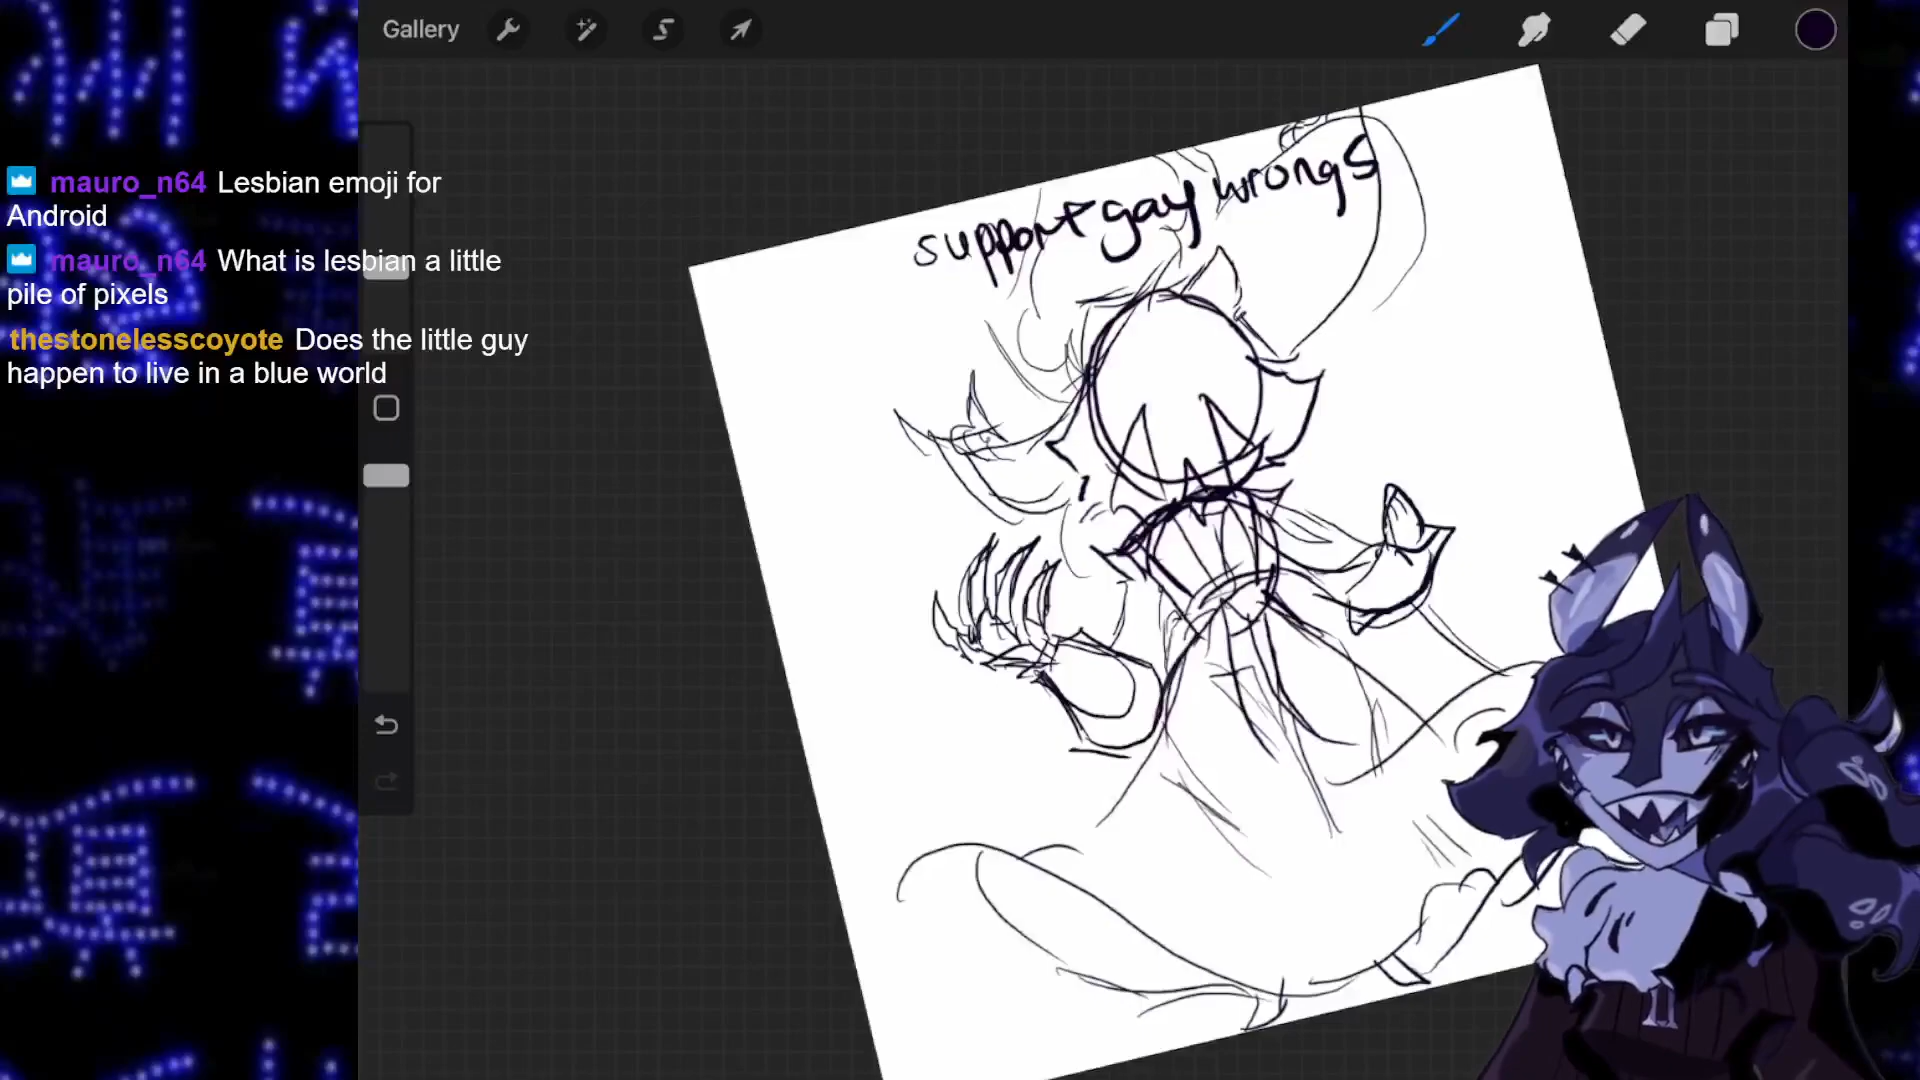 Gallery
mauro_n64 Lesbian emoji for
Android
mauro_n64 What is lesbian a little
pile of pixels
thestonelesscoyote Does the little guy
happen to live in a blue world
support gay wrongs